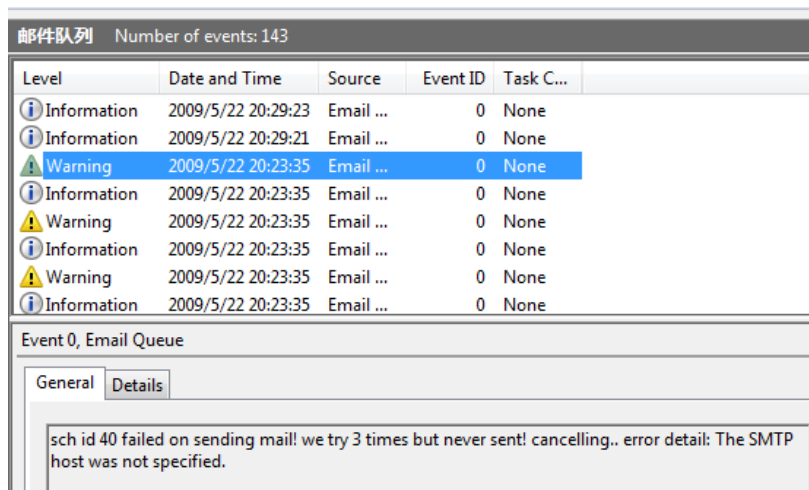 邮件队列 Number of events: 143
Level Date and Time Source Event ID Task C...
Information 2009/5/22 20:29:23 Email ... 0 None
Information 2009/5/22 20:29:21 Email ... 0 None
Warning 2009/5/22 20:23:35 Email ... 0 None
Information 2009/5/22 20:23:35 Email ... 0 None
Warning 2009/5/22 20:23:35 Email ... 0 None
Information 2009/5/22 20:23:35 Email ... 0 None
Warning 2009/5/22 20:23:35 Email ... 0 None
Information 2009/5/22 20:23:35 Email ... 0 None
Event 0, Email Queue
General Details
sch id 40 failed on sending mail! we try 3 times but never sent! cancelling.. error detail: The SMTP
host was not specified.